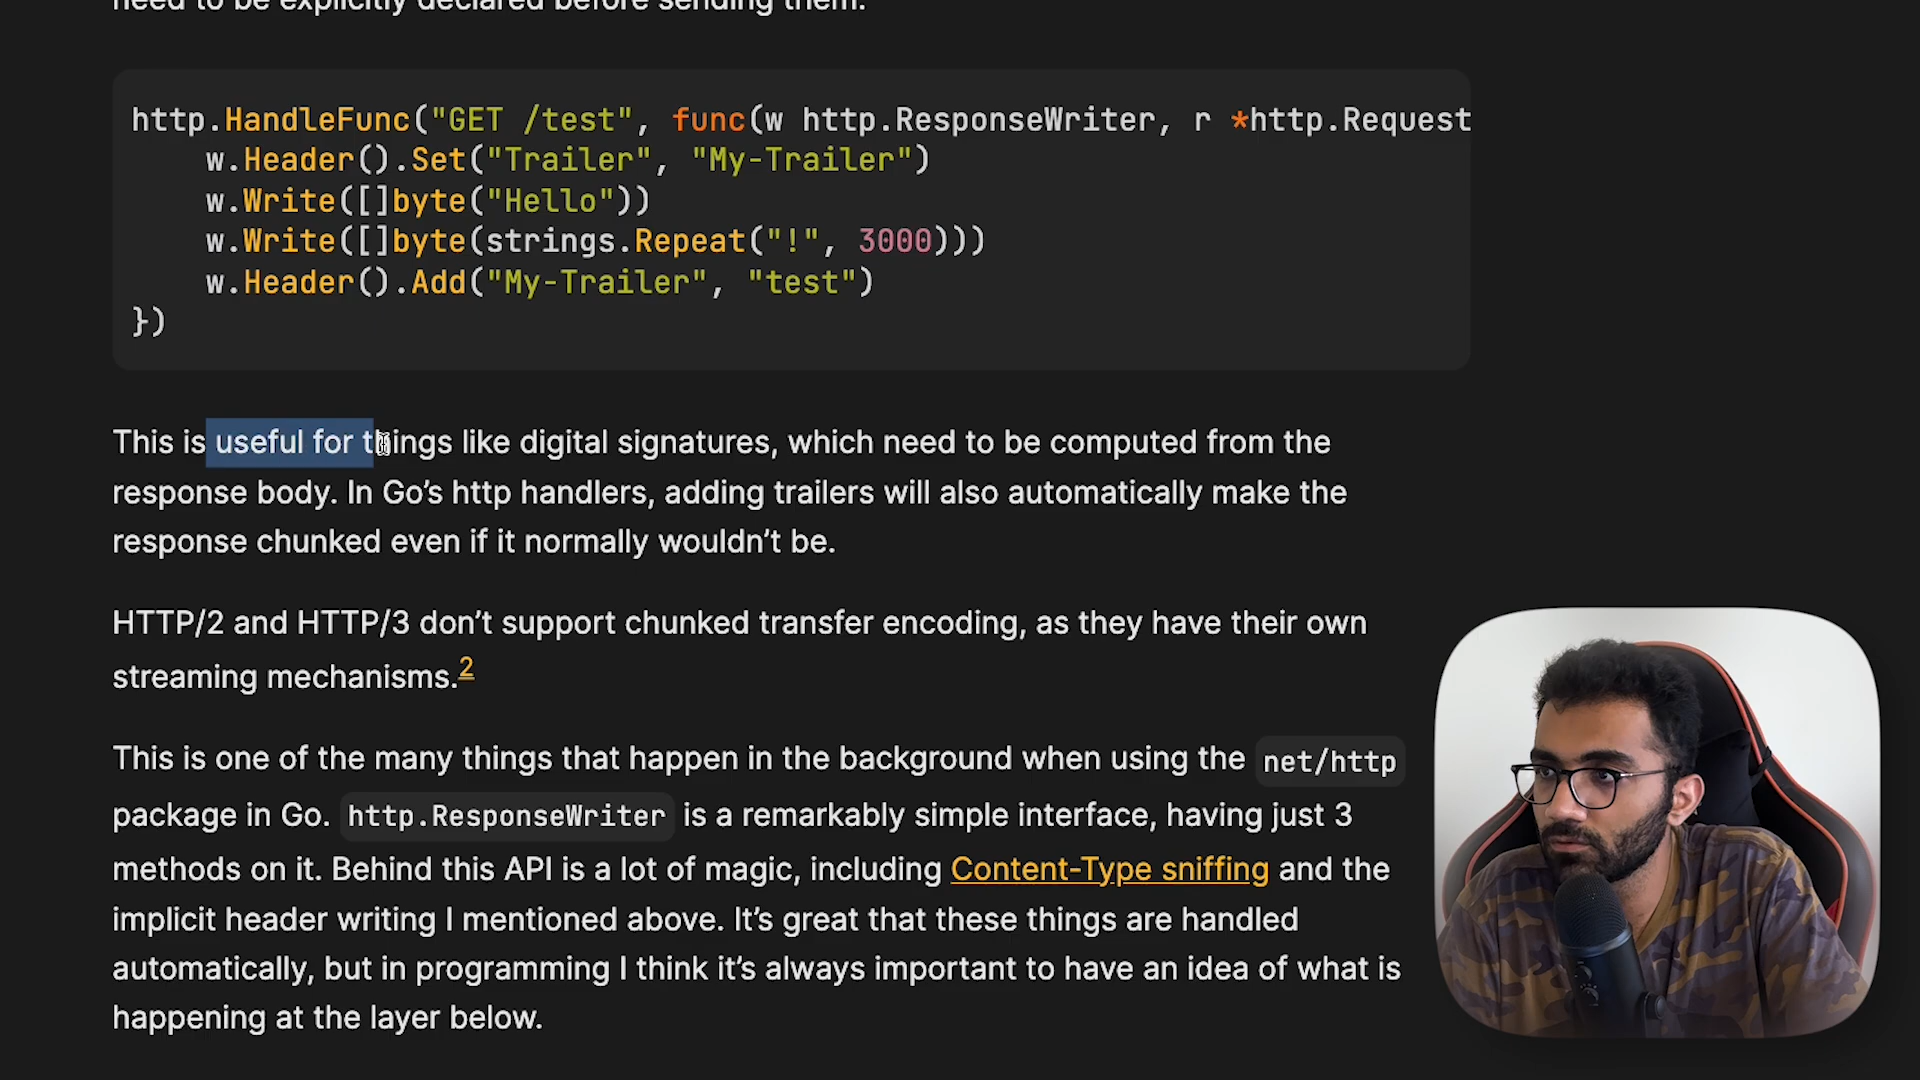 need to be explicitly declared before sending them.
http.HandleFunc("GET /test", func(w http.ResponseWriter, r *http.Request
    w.Header().Set("Trailer", "My-Trailer")
    w.Write([]byte("Hello"))
    w.Write([]byte(strings.Repeat("!", 3000)))
    w.Header().Add("My-Trailer", "test")
})
This is useful for things like digital signatures, which need to be computed from the
response body. In Go’s http handlers, adding trailers will also automatically make the
response chunked even if it normally wouldn’t be.
HTTP/2 and HTTP/3 don’t support chunked transfer encoding, as they have their own
streaming mechanisms.2
This is one of the many things that happen in the background when using the net/http
package in Go. http.ResponseWriter is a remarkably simple interface, having just 3
methods on it. Behind this API is a lot of magic, including Content-Type sniffing and the
implicit header writing I mentioned above. It’s great that these things are handled
automatically, but in programming I think it’s always important to have an idea of what is
happening at the layer below.